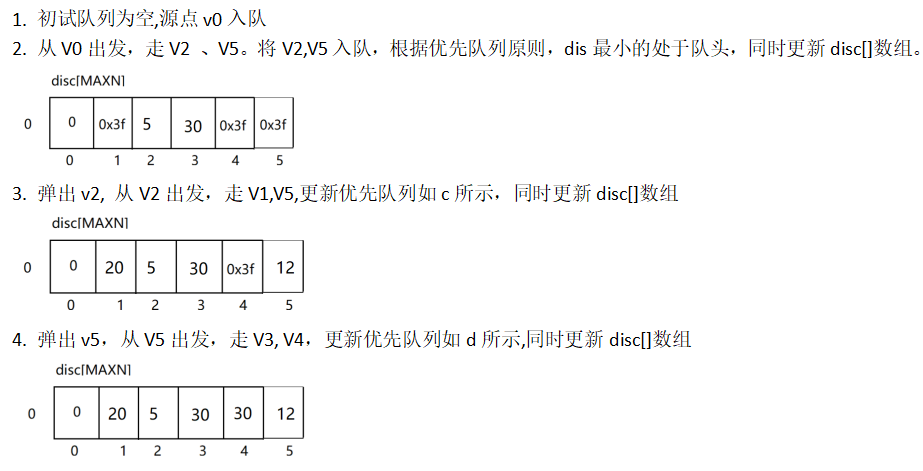 1. 初试队列为空,源点 v0 入队
2. 从 V0 出发，走 V2 、V5。将 V2,V5 入队，根据优先队列原则，dis 最小的处于队头，同时更新 disc[]数组。
disc[MAXN]
0 0 0x3f 5 30 0x3f 0x3f
0 1 2 3 4 5
3. 弹出 v2, 从 V2 出发，走 V1,V5,更新优先队列如 c 所示，同时更新 disc[]数组
disc[MAXN]
0 0 20 5 30 0x3f 12
0 1 2 3 4 5
4. 弹出 v5，从 V5 出发，走 V3, V4，更新优先队列如 d 所示,同时更新 disc[]数组
disc[MAXN]
0 0 20 5 30 30 12
0 1 2 3 4 5